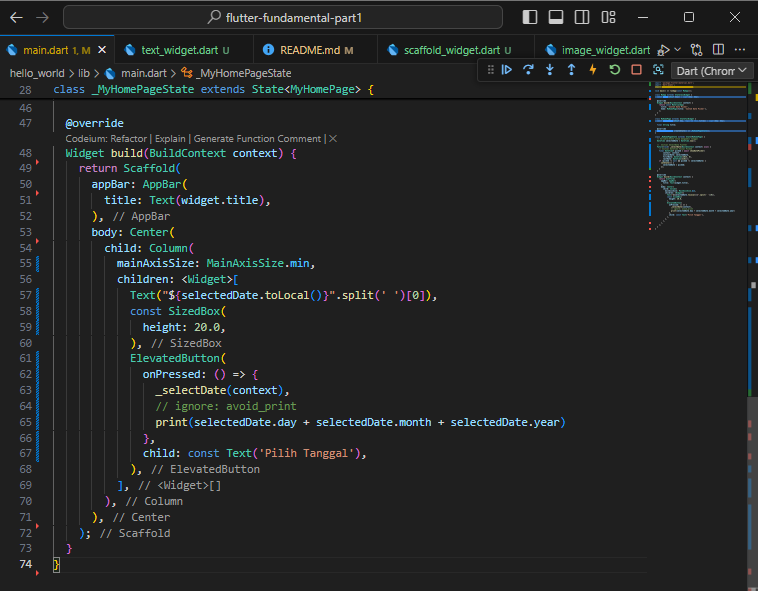 flutter-fundamental-part1
main.dart 1, M
text_widget.dart U
README.md M
scaffold_widget.dart U
image_widget.dart
hello_world > lib > main.dart > _MyHomePageState
Dart (Chrom
28 class _MyHomePageState extends State<MyHomePage> {
46
47 @override
Codeium: Refactor | Explain | Generate Function Comment | X
48 Widget build(BuildContext context) {
49 return Scaffold(
50 appBar: AppBar(
51 title: Text(widget.title),
52 ), // AppBar
53 body: Center(
54 child: Column(
55 mainAxisSize: MainAxisSize.min,
56 children: <Widget>[
57 Text("${selectedDate.toLocal()}".split(' ')[0]),
58 const SizedBox(
59 height: 20.0,
60 ), // SizedBox
61 ElevatedButton(
62 onPressed: () => {
63 _selectDate(context),
64 // ignore: avoid_print
65 print(selectedDate.day + selectedDate.month + selectedDate.year)
66 },
67 child: const Text('Pilih Tanggal'),
68 ), // ElevatedButton
69 ], // <Widget>[]
70 ), // Column
71 ), // Center
72 ); // Scaffold
73 }
74 }